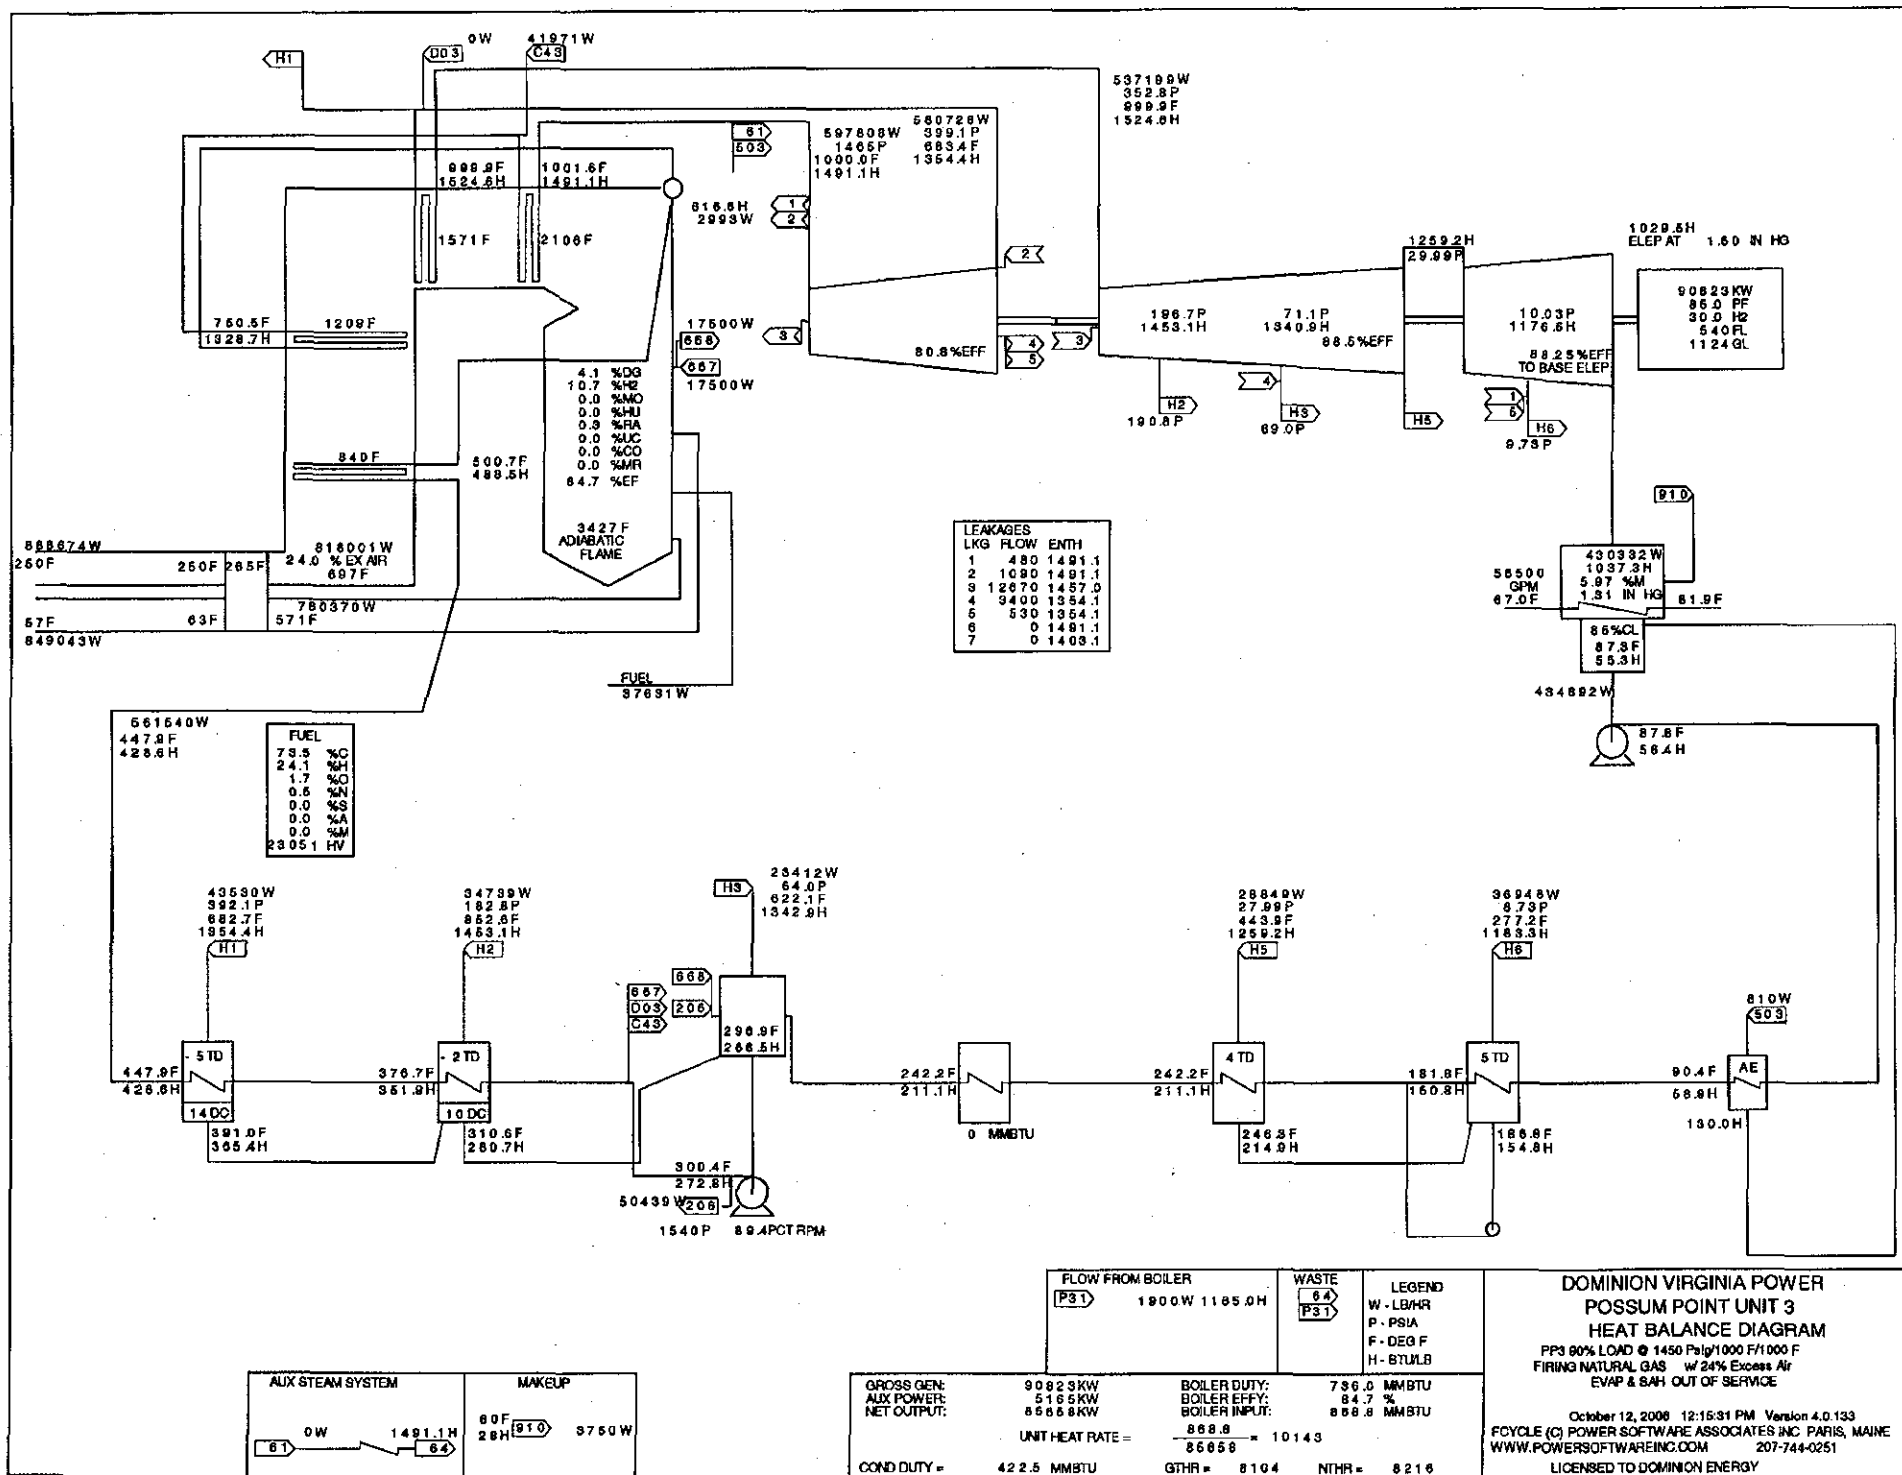 H1
D03
0W
41971W
C43
537199W
352.8P
999.9F
1524.6H
61
503
597808W
1465P
1000.0F
1491.1H
580728W
399.1P
683.4F
1354.4H
999.9F
1524.6H
1001.6F
1491.1H
616.6H
2993W
1
2
1571F
2106F
2
1259.2H
29.99P
1029.5H
ELEP AT 1.60 IN HG
90823KW
85.0 PF
30.0 H2
540FL
1124GL
750.5F
1328.7H
1209F
17500W
668
667
17500W
3
80.8%EFF
4
5
3
196.7P
1453.1H
71.1P
1340.9H
88.5%EFF
10.03P
1176.5H
88.25%EFF
TO BASE ELEP
H2
190.8P
4
H3
69.0P
H5
1
5
H6
9.73P
4.1 %DG
10.7 %H2
0.0 %MO
0.0 %HU
0.3 %RA
0.0 %UC
0.0 %CO
0.0 %MR
84.7 %EF
840F
500.7F
488.5H
3427F
ADIABATIC
FLAME
888674W
250F
250F
265F
818001W
24.0 % EX AIR
697F
780370W
57F
849043W
63F
571F
FUEL
37631W
LEAKAGES
LKG FLOW ENTH
1 480 1491.1
2 1090 1491.1
3 12670 1457.0
4 3400 1354.1
5 530 1354.1
6 0 1491.1
7 0 1403.1
910
430332W
1037.3H
5.97 %M
1.31 IN HG
56500
GPM
67.0F
81.9F
85%CL
87.3F
55.3H
434892W
87.8F
56.4H
561540W
447.9F
428.6H
FUEL
73.5 %C
24.1 %H
1.7 %O
0.6 %N
0.0 %S
0.0 %A
0.0 %M
23051 HV
43530W
392.1P
682.7F
1354.4H
H1
34739W
182.8P
852.6F
1453.1H
H2
H3
23412W
64.0P
622.1F
1342.9H
28849W
27.99P
443.9F
1259.2H
H5
36948W
8.73P
277.2F
1183.3H
H6
810W
503
668
667
D03
206
C43
296.9F
266.5H
- 5 TD
447.9F
428.6H
14 DC
391.0F
365.4H
- 2 TD
376.7F
351.9H
10 DC
310.6F
280.7H
242.2F
211.1H
0 MMBTU
4 TD
242.2F
211.1H
246.3F
214.9H
5 TD
181.8F
150.8H
186.8F
154.8H
AE
90.4F
58.9H
130.0H
300.4F
272.8H
50439W
206
1540P
89.4PCT RPM
FLOW FROM BOILER
P31
1900W 1165.0H
WASTE
64
P31
LEGEND
W - LB/HR
P - PSIA
F - DEG F
H - BTU/LB
DOMINION VIRGINIA POWER
POSSUM POINT UNIT 3
HEAT BALANCE DIAGRAM
PP3 90% LOAD @ 1450 Psig/1000 F/1000 F
FIRING NATURAL GAS w/ 24% Excess Air
EVAP & SAH OUT OF SERVICE
October 12, 2006 12:15:31 PM Version 4.0.133
FCYCLE (C) POWER SOFTWARE ASSOCIATES INC PARIS, MAINE
WWW.POWERSOFTWAREINC.COM 207-744-0251
LICENSED TO DOMINION ENERGY
AUX STEAM SYSTEM
61
0W
1491.1H
64
MAKEUP
60F
28H
910
3750W
GROSS GEN: 90823KW
AUX POWER: 5165KW
NET OUTPUT: 85658KW
BOILER DUTY: 736.0 MMBTU
BOILER EFFY: 84.7 %
BOILER INPUT: 868.8 MMBTU
UNIT HEAT RATE = 868.8 / 85658 = 10143
COND DUTY = 422.5 MMBTU
GTHR = 8104
NTHR = 8216